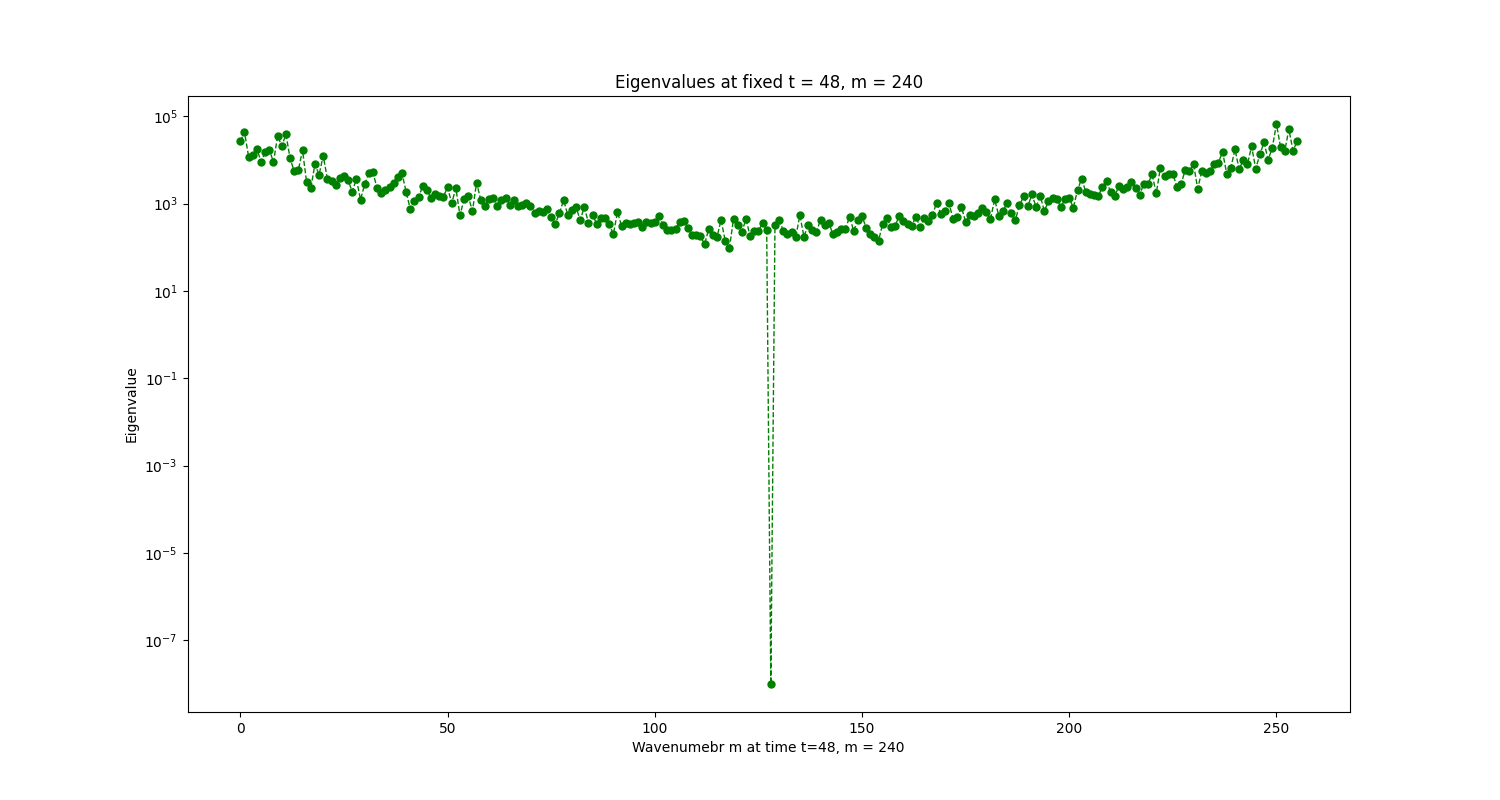 Eigenvalues at fixed t = 48, m = 240
10^5
10^3
10^1
10^-1
10^-3
10^-5
10^-7
Eigenvalue
0 50 100 150 200 250
Wavenumebr m at time t=48, m = 240